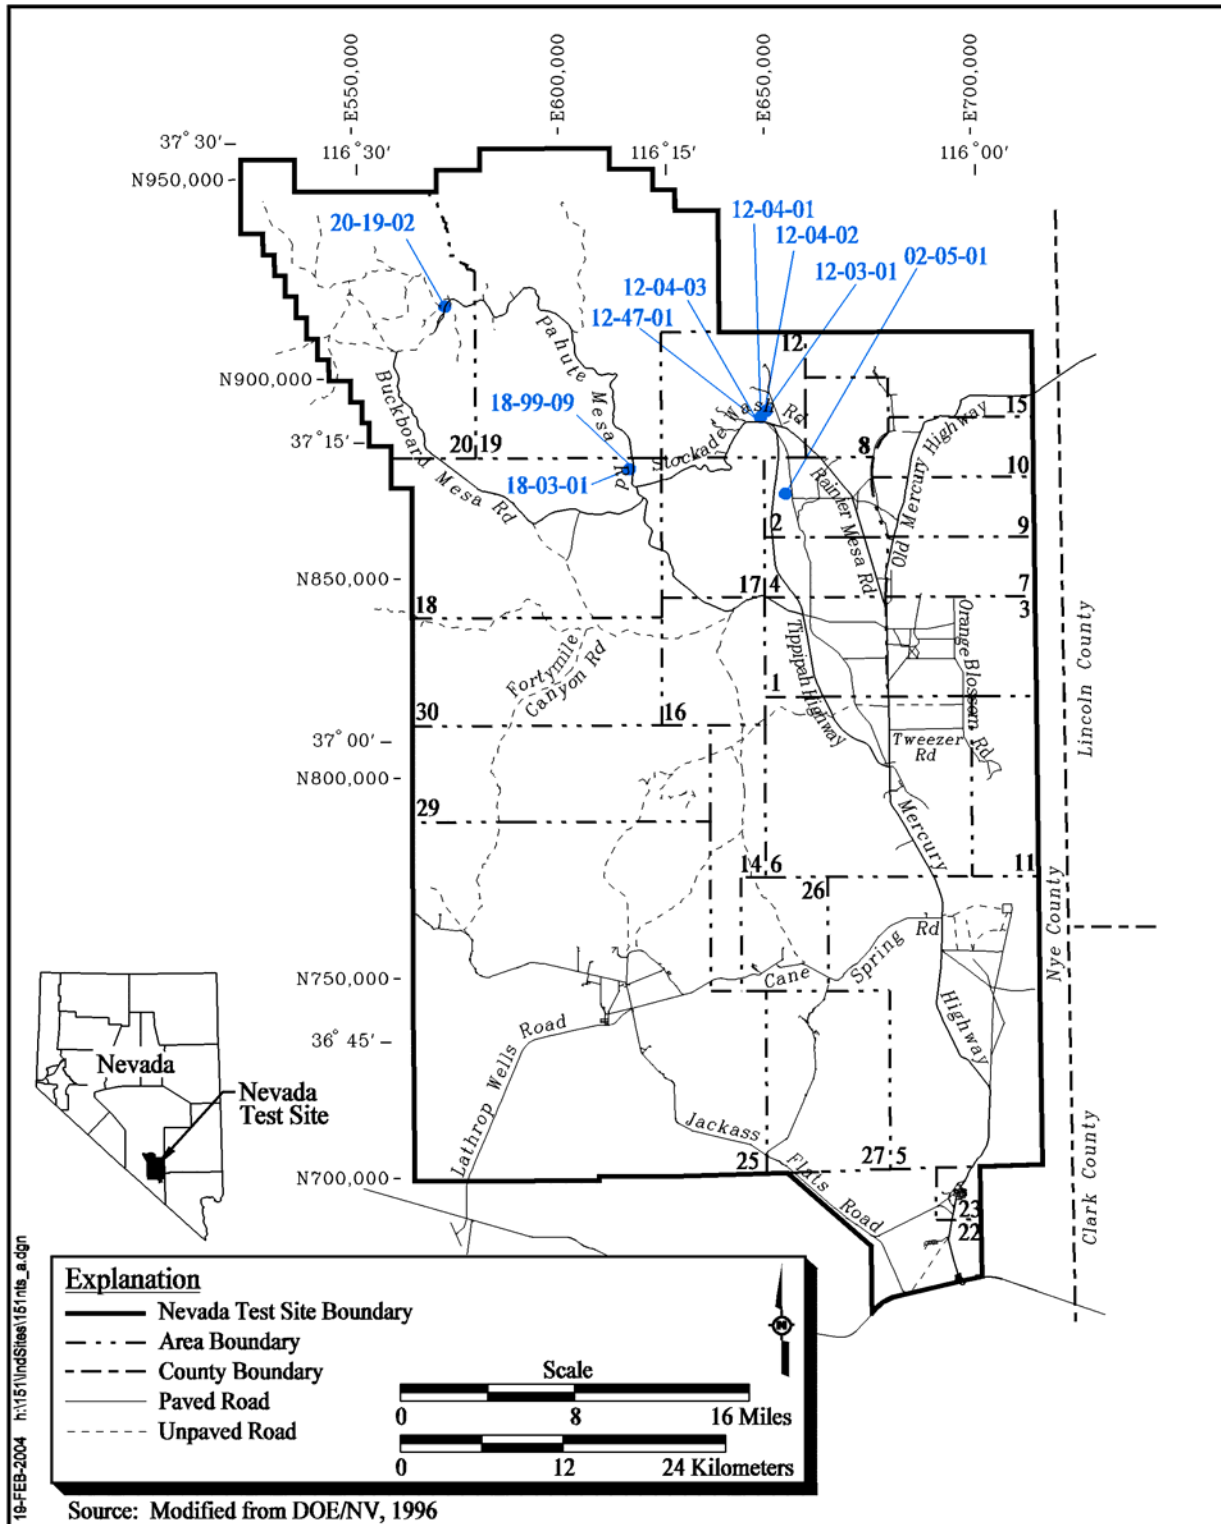 E550,000
E600,000
E650,000
E700,000
37° 30'
116° 30'
116° 15'
116° 00'
N950,000
20-19-02
12-04-01
12-04-02
02-05-01
12-03-01
12-04-03
12-47-01
Pahute Mesa Rd
12
N900,000
Buckboard Mesa Rd
18-99-09
Stockade Wash Rd
15
37° 15'
20 19
8
Old Mercury Highway
10
18-03-01
Rainier Mesa Rd
2
9
N850,000
17 4
7
18
3
Orange Blossom Rd
Lincoln County
Fortymile
Canyon Rd
Tippipah Highway
1
30
16
37° 00'
Tweezer
Rd
N800,000
29
Mercury
14 6
11
26
Nye County
Spring Rd
Cane
N750,000
Highway
36° 45'
Lathrop Wells Road
Nevada
Nevada
Test Site
Jackass
Flats Road
25
27 5
N700,000
Clark County
23
22
Explanation
Nevada Test Site Boundary
Area Boundary
County Boundary
Paved Road
Unpaved Road
N
Scale
0 8 16 Miles
0 12 24 Kilometers
19-FEB-2004 h:\151\IndSites\151nts_a.dgn
Source: Modified from DOE/NV, 1996